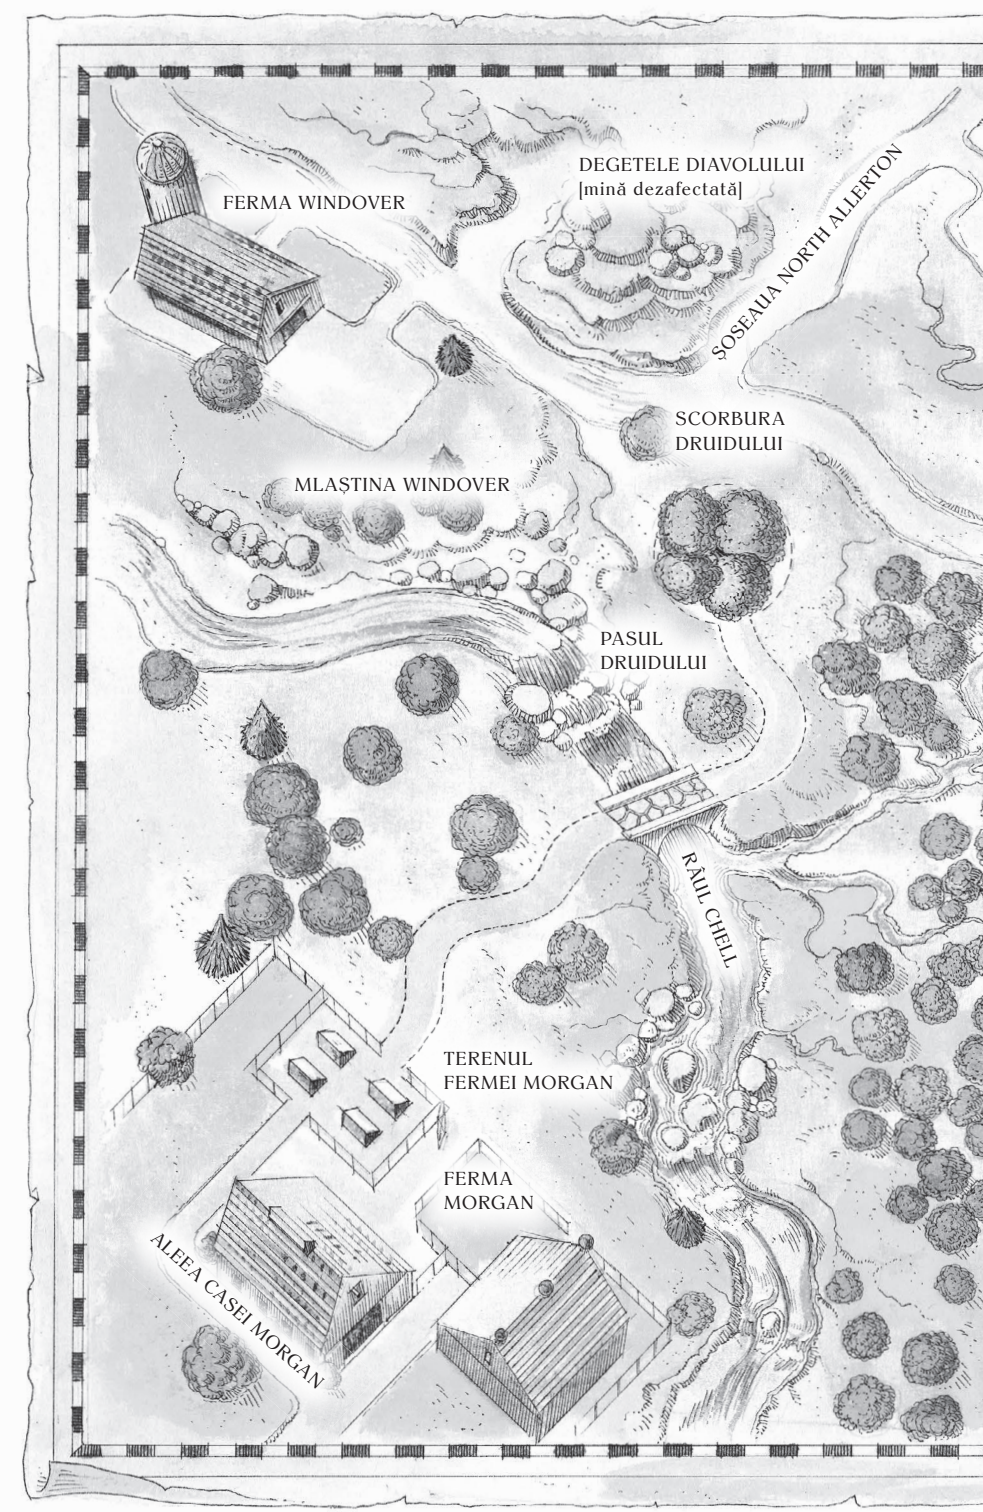 DEGETELE DIAVOLULUI
[mină dezafectată]
FERMA WINDOVER
ȘOSEAUA NORTH ALLERTON
SCORBURA
DRUIDULUI
MLAȘTINA WINDOVER
PASUL
DRUIDULUI
RÂUL CHELL
TERENUL
FERMEI MORGAN
FERMA
MORGAN
ALEEA CASEI MORGAN